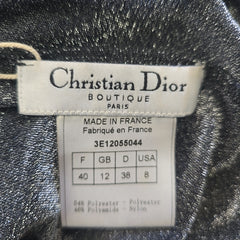 Christian Dior
BOUTIQUE
PARIS
MADE IN FRANCE
Fabriqué en France
3E12055044
F GB D USA
40 12 38 8
54% Polyester - Polyester
46% Polyamide - Nylon